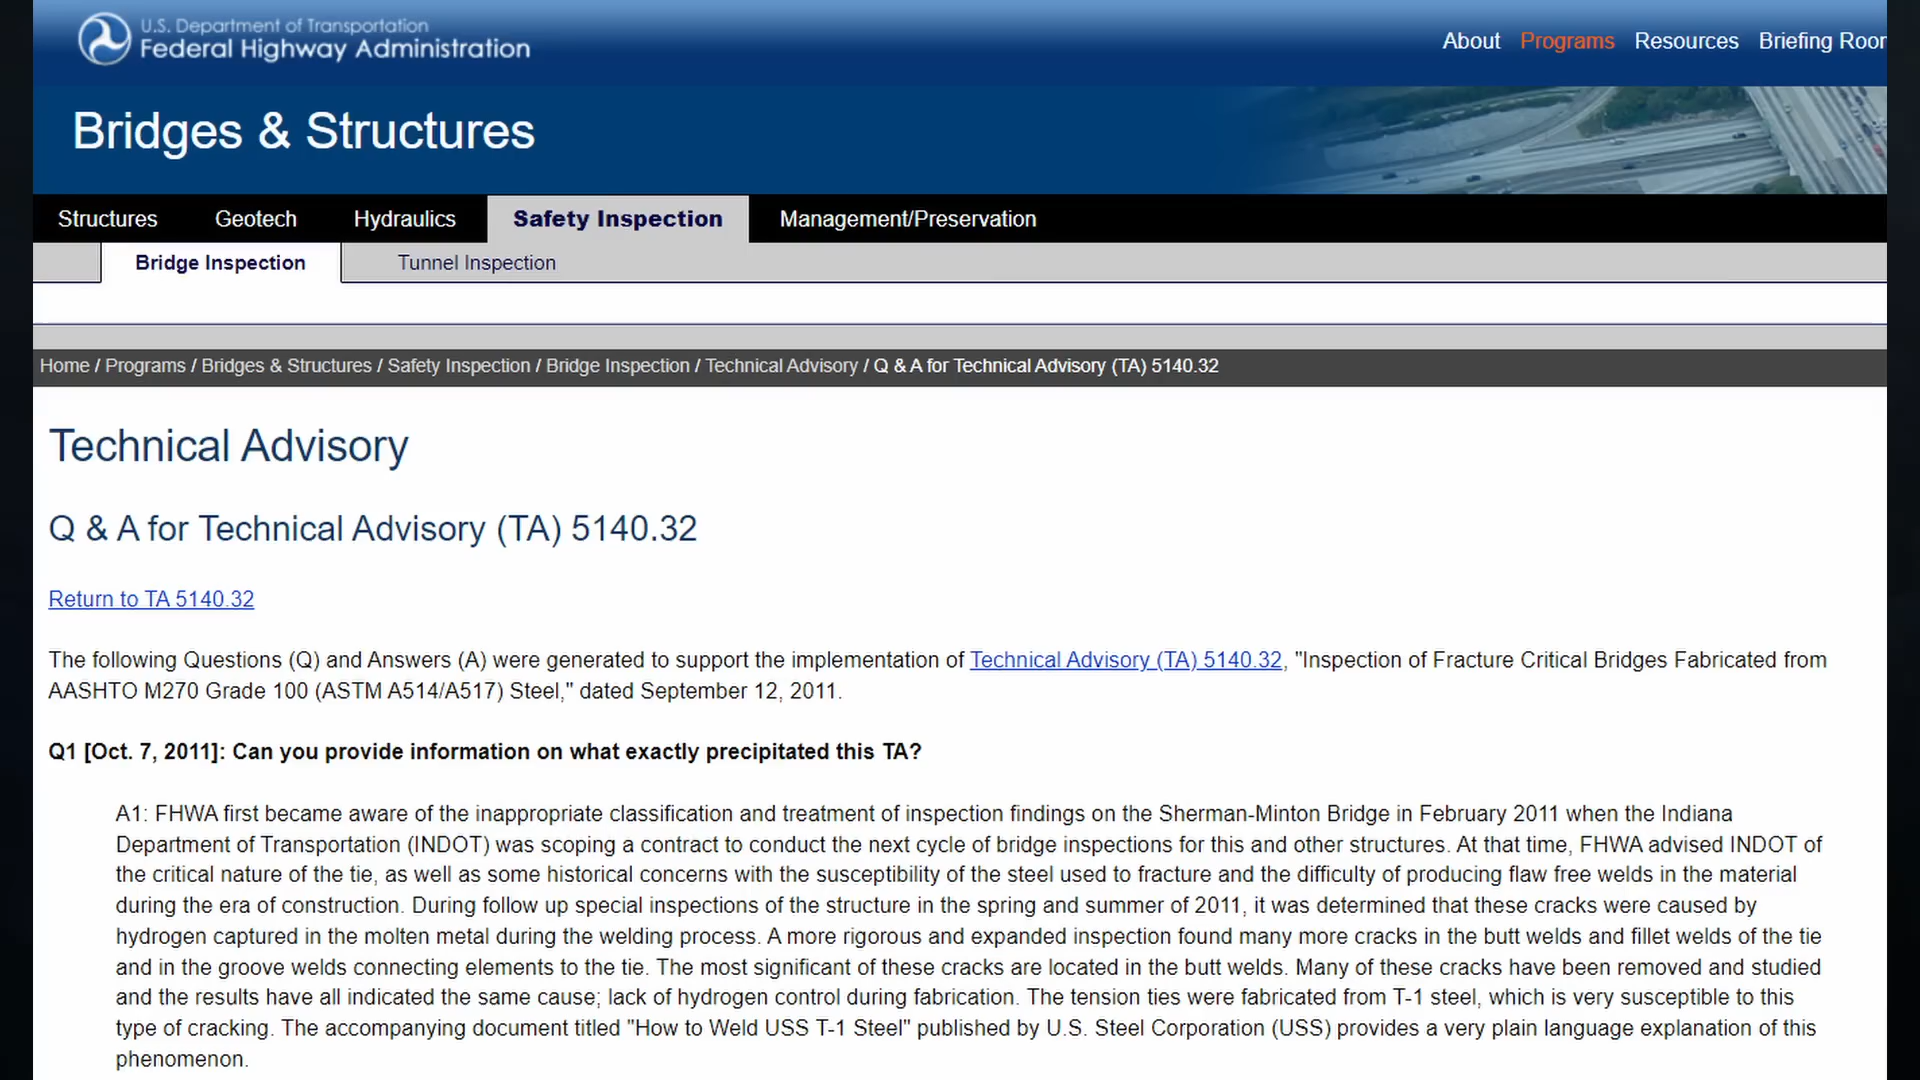 U.S. Department of Transportation
Federal Highway Administration
About Programs Resources Briefing Roor
Bridges & Structures
Structures Geotech Hydraulics Safety Inspection Management/Preservation
Bridge Inspection Tunnel Inspection
Home / Programs / Bridges & Structures / Safety Inspection / Bridge Inspection / Technical Advisory / Q & A for Technical Advisory (TA) 5140.32
Technical Advisory
Q & A for Technical Advisory (TA) 5140.32
Return to TA 5140.32
The following Questions (Q) and Answers (A) were generated to support the implementation of Technical Advisory (TA) 5140.32, "Inspection of Fracture Critical Bridges Fabricated from
AASHTO M270 Grade 100 (ASTM A514/A517) Steel," dated September 12, 2011.
Q1 [Oct. 7, 2011]: Can you provide information on what exactly precipitated this TA?
A1: FHWA first became aware of the inappropriate classification and treatment of inspection findings on the Sherman-Minton Bridge in February 2011 when the Indiana
Department of Transportation (INDOT) was scoping a contract to conduct the next cycle of bridge inspections for this and other structures. At that time, FHWA advised INDOT of
the critical nature of the tie, as well as some historical concerns with the susceptibility of the steel used to fracture and the difficulty of producing flaw free welds in the material
during the era of construction. During follow up special inspections of the structure in the spring and summer of 2011, it was determined that these cracks were caused by
hydrogen captured in the molten metal during the welding process. A more rigorous and expanded inspection found many more cracks in the butt welds and fillet welds of the tie
and in the groove welds connecting elements to the tie. The most significant of these cracks are located in the butt welds. Many of these cracks have been removed and studied
and the results have all indicated the same cause; lack of hydrogen control during fabrication. The tension ties were fabricated from T-1 steel, which is very susceptible to this
type of cracking. The accompanying document titled "How to Weld USS T-1 Steel" published by U.S. Steel Corporation (USS) provides a very plain language explanation of this
phenomenon.